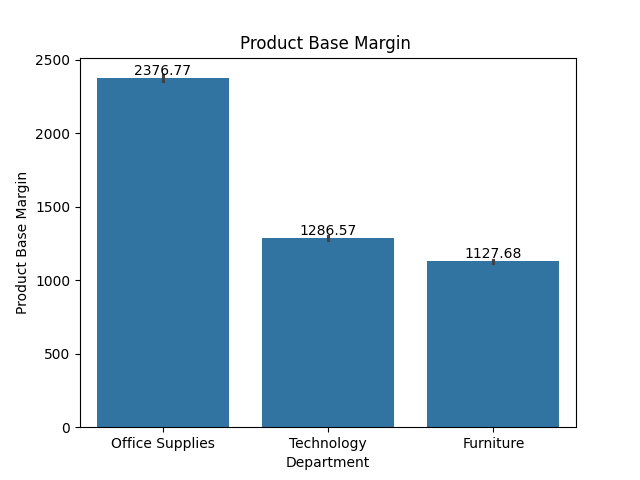 Product Base Margin
2500
2000
1500
1000
500
0
Product Base Margin
2376.77
1286.57
1127.68
Office Supplies
Technology
Furniture
Department